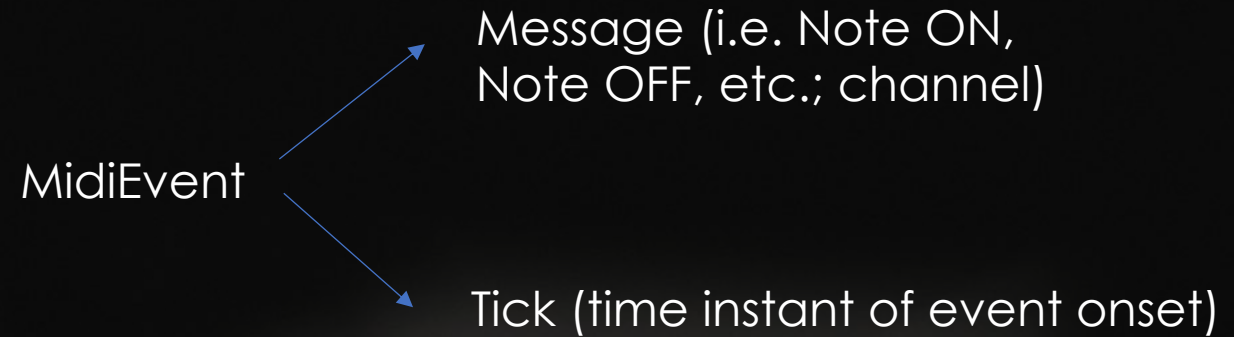 Message (i.e. Note ON,
Note OFF, etc.; channel)
MidiEvent
Tick (time instant of event onset)